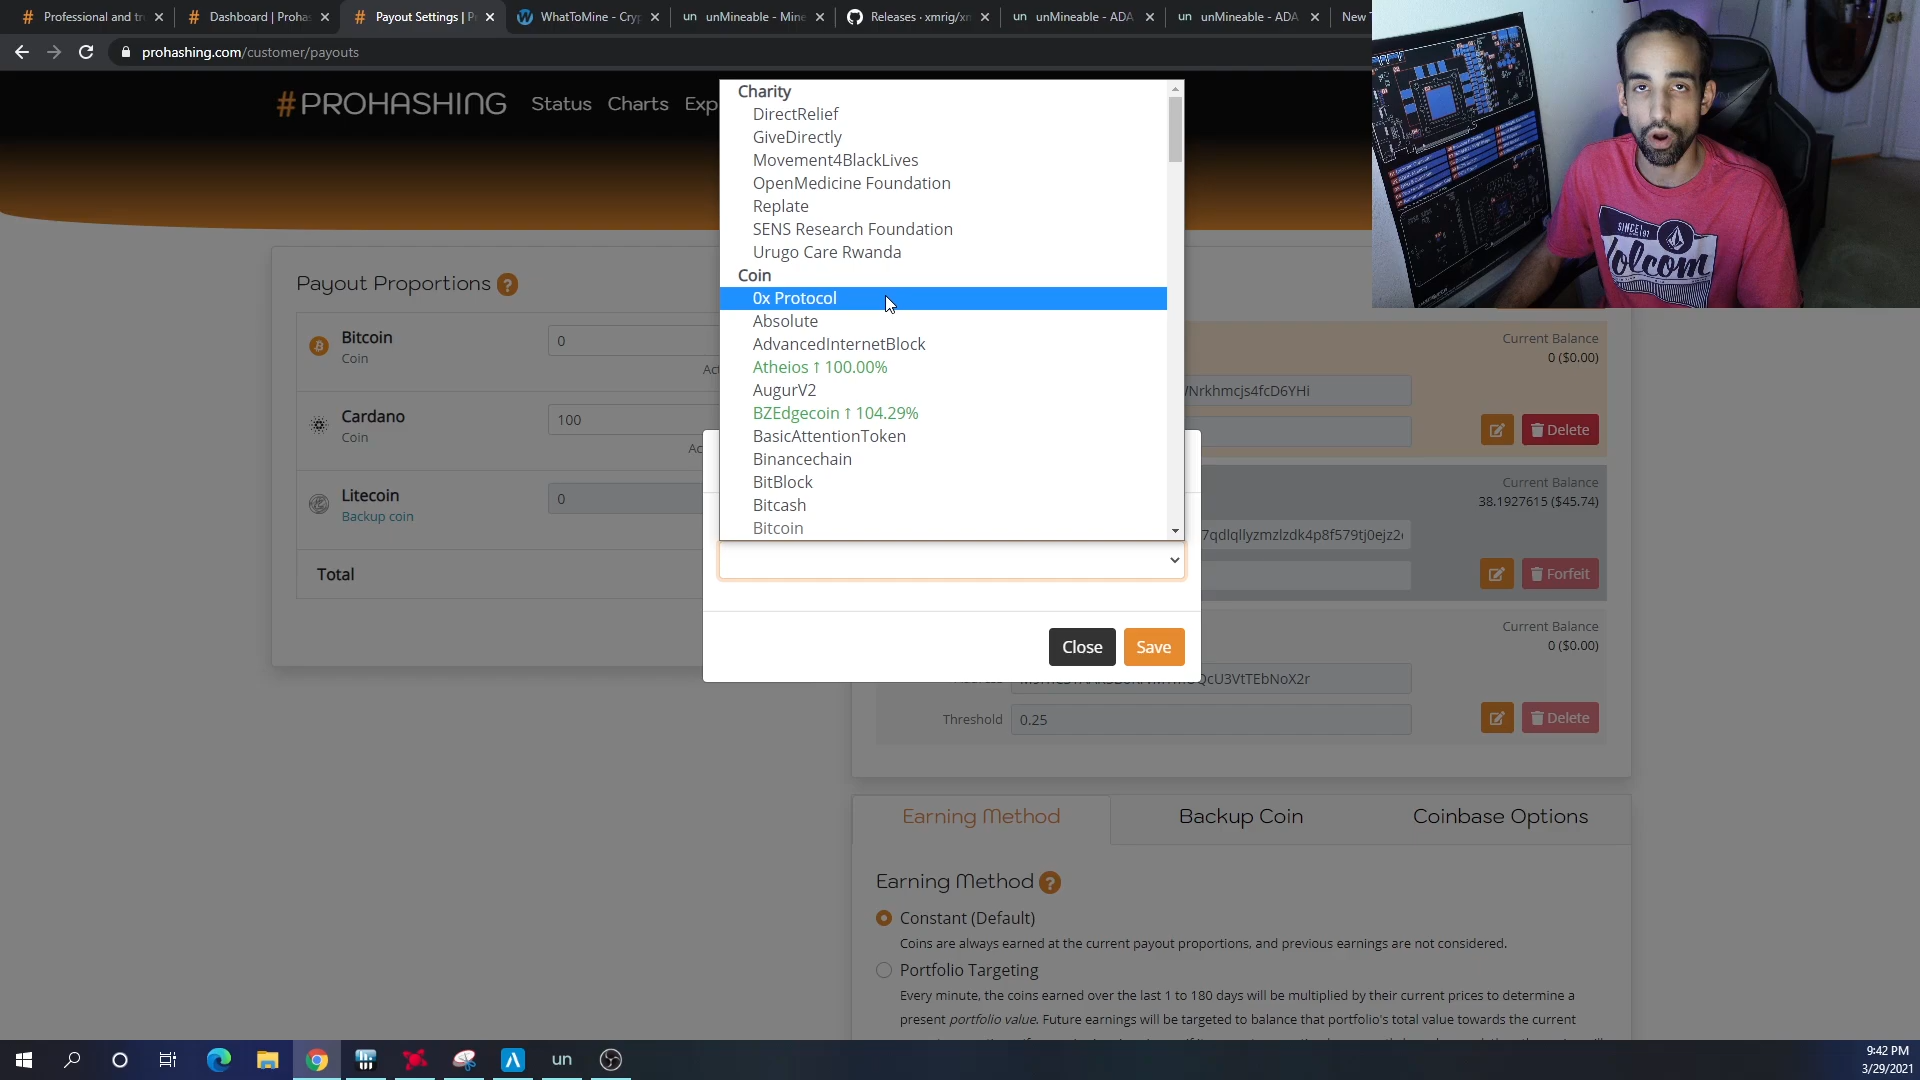 Professional and tr
Dashboard | Prohas
Payout Settings | P
WhatToMine - Cryp
unMineable - Mine
Releases · xmrig/xm
unMineable - ADA
unMineable - ADA
New T
prohashing.com/customer/payouts
#PROHASHING
Status
Charts
Exp
Charity
DirectRelief
GiveDirectly
Movement4BlackLives
OpenMedicine Foundation
Replate
SENS Research Foundation
Urugo Care Rwanda
Coin
0x Protocol
Absolute
AdvancedInternetBlock
Atheios ↑ 100.00%
AugurV2
BZEdgecoin ↑ 104.29%
BasicAttentionToken
Binancechain
BitBlock
Bitcash
Bitcoin
Close
Save
Payout Proportions ?
Bitcoin
Coin
0
Cardano
Coin
100
Litecoin
Backup coin
0
Total
Current Balance
0 ($0.00)
Delete
Current Balance
38.1927615 ($45.74)
Forfeit
Current Balance
0 ($0.00)
Threshold
0.25
Delete
Earning Method
Backup Coin
Coinbase Options
Earning Method ?
Constant (Default)
Coins are always earned at the current payout proportions, and previous earnings are not considered.
Portfolio Targeting
Every minute, the coins earned over the last 1 to 180 days will be multiplied by their current prices to determine a
present portfolio value. Future earnings will be targeted to balance that portfolio's total value towards the current
SINCE 1991
Volcom
un
9:42 PM
3/29/2021